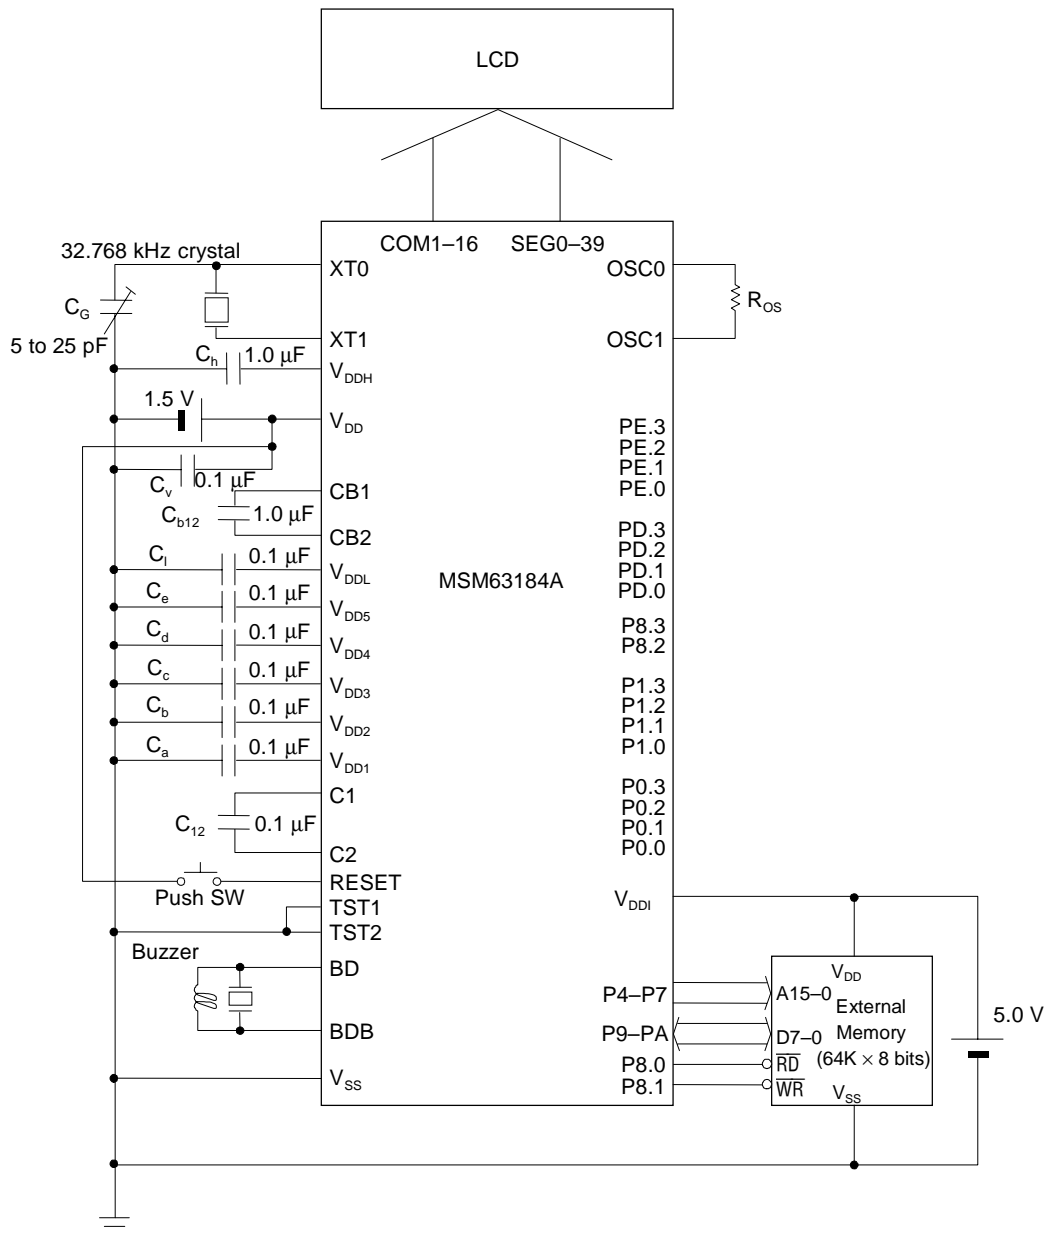 LCD
COM1–16 SEG0–39
32.768 kHz crystal
XT0
OSC0
C_G
5 to 25 pF
R_OS
XT1
OSC1
C_h 1.0 μF
V_DDH
1.5 V
V_DD
PE.3
PE.2
PE.1
PE.0
C_v 0.1 μF
CB1
C_b12 1.0 μF
CB2
PD.3
PD.2
PD.1
PD.0
C_l 0.1 μF
V_DDL
MSM63184A
C_e 0.1 μF
V_DD5
C_d 0.1 μF
V_DD4
P8.3
P8.2
C_c 0.1 μF
V_DD3
P1.3
P1.2
P1.1
P1.0
C_b 0.1 μF
V_DD2
C_a 0.1 μF
V_DD1
C1
P0.3
P0.2
P0.1
P0.0
C_12 0.1 μF
C2
RESET
Push SW
TST1
TST2
V_DDI
Buzzer
BD
BDB
V_DD
P4–P7
A15–0
External
Memory
(64K × 8 bits)
P9–PA
D7–0
5.0 V
P8.0
R̅D̅
P8.1
W̅R̅
V_SS
V_SS